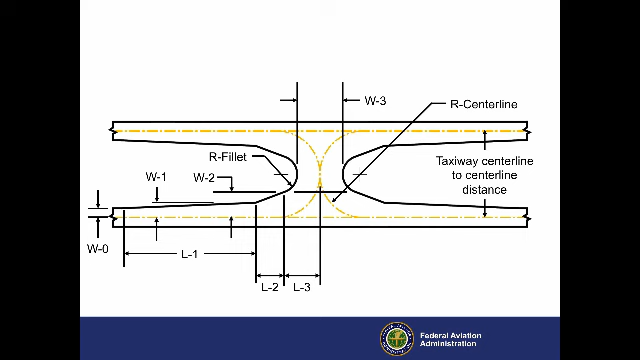 W-3
R-Centerline
R-Fillet
Taxiway centerline
to centerline
distance
W-1
W-2
W-0
L-1
L-2
L-3
Federal Aviation
Administration